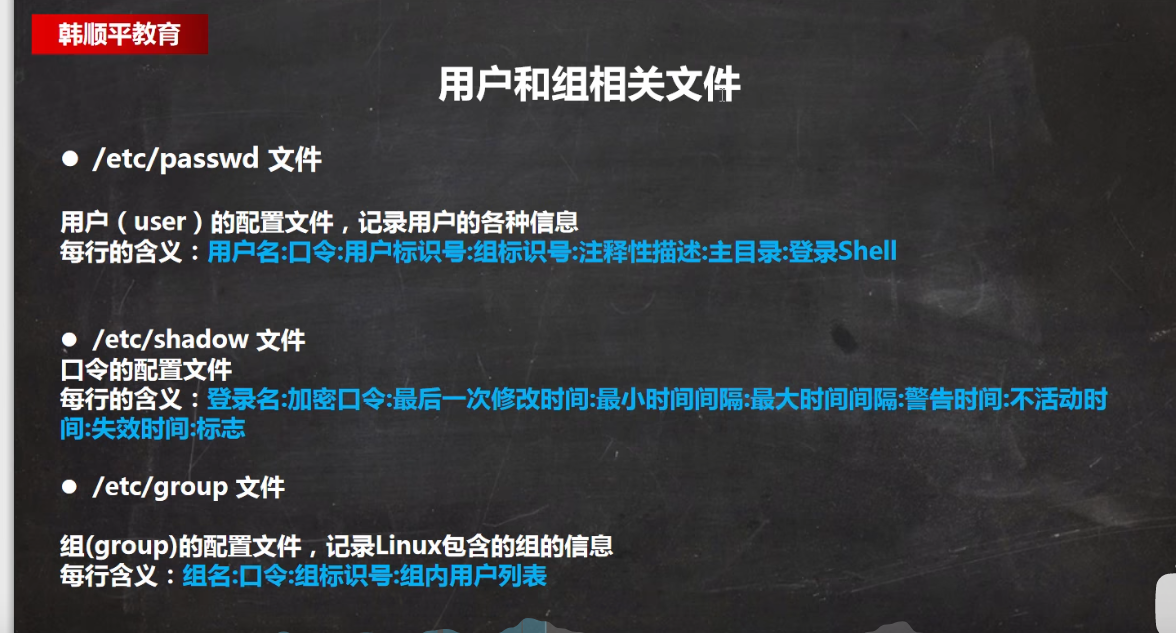 韩顺平教育
用户和组相关文件
● /etc/passwd 文件
用户（user）的配置文件，记录用户的各种信息
每行的含义：用户名:口令:用户标识号:组标识号:注释性描述:主目录:登录Shell
● /etc/shadow 文件
口令的配置文件
每行的含义：登录名:加密口令:最后一次修改时间:最小时间间隔:最大时间间隔:警告时间:不活动时
间:失效时间:标志
● /etc/group 文件
组(group)的配置文件，记录Linux包含的组的信息
每行含义：组名:口令:组标识号:组内用户列表